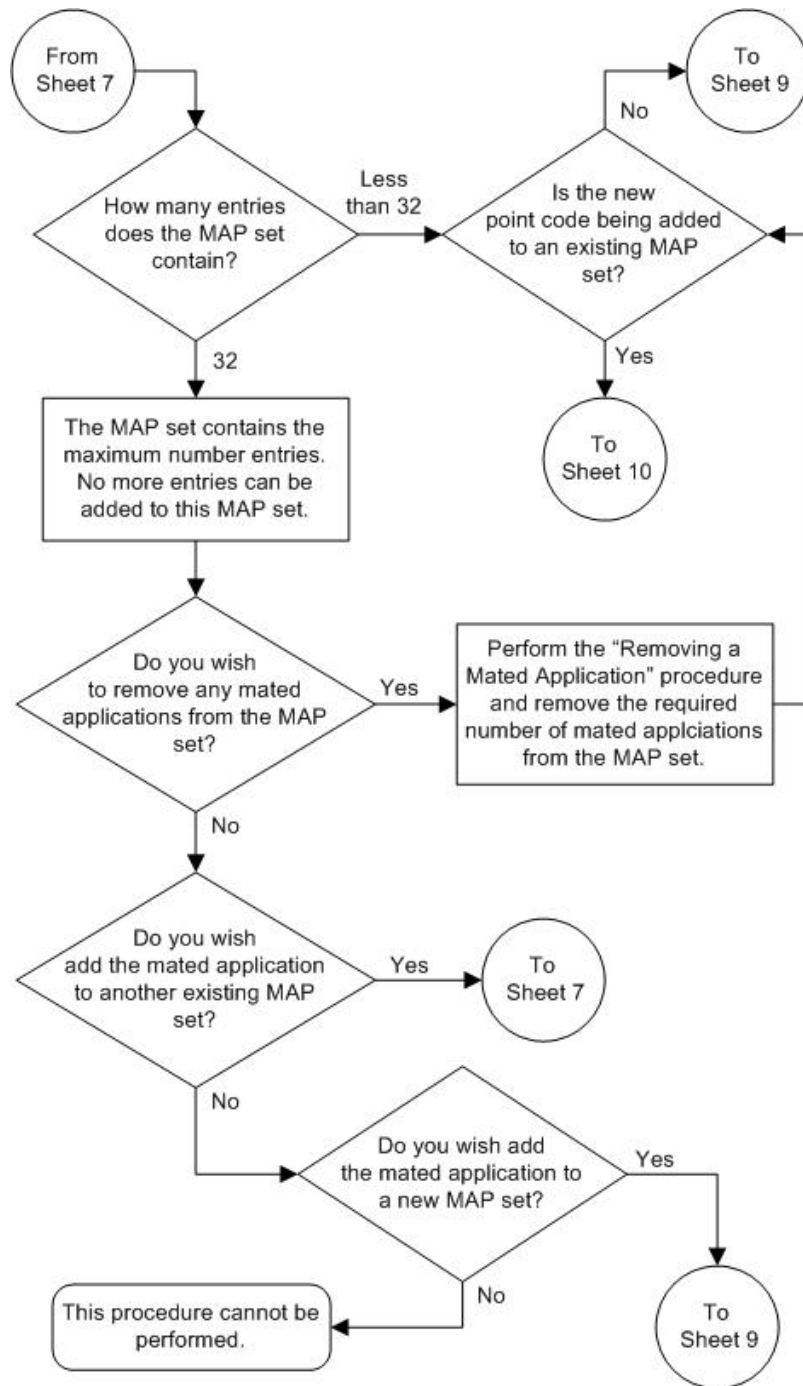 From
Sheet 7
To
Sheet 9
No
Less
than 32
How many entries
does the MAP set
contain?
Is the new
point code being added
to an existing MAP
set?
32
Yes
The MAP set contains the
maximum number entries.
No more entries can be
added to this MAP set.
To
Sheet 10
Do you wish
to remove any mated
applications from the MAP
set?
Yes
Perform the “Removing a
Mated Application” procedure
and remove the required
number of mated applciations
from the MAP set.
No
Do you wish
add the mated application
to another existing MAP
set?
Yes
To
Sheet 7
No
Do you wish add
the mated application to
a new MAP set?
Yes
No
This procedure cannot be
performed.
To
Sheet 9